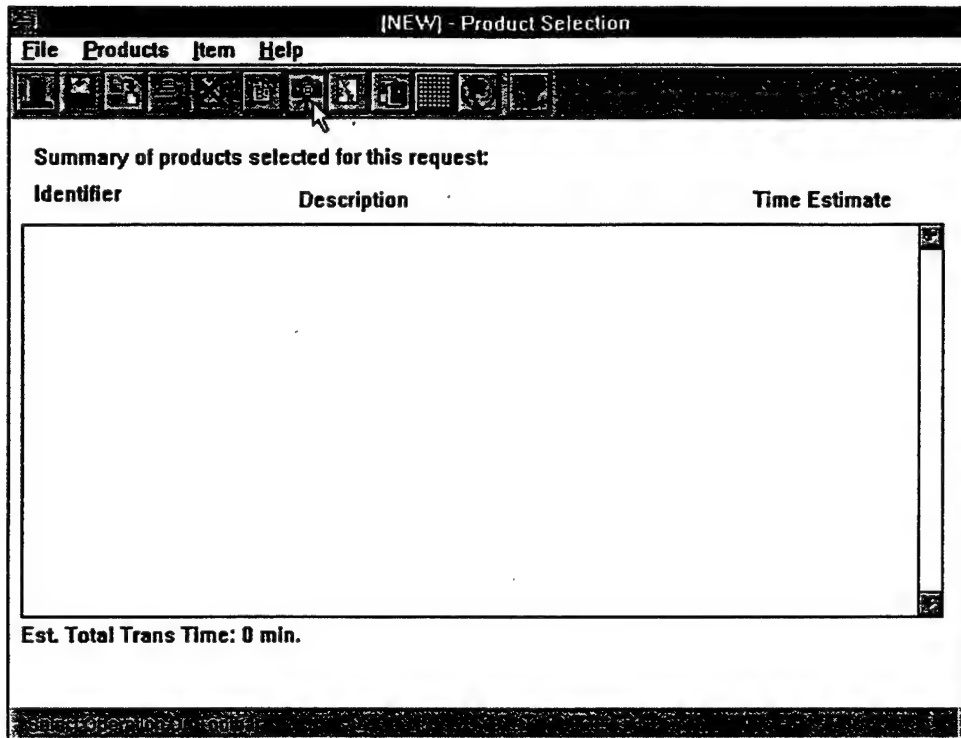 (NEW) - Product Selection
File Products Item Help
Summary of products selected for this request:
Identifier Description Time Estimate
Est. Total Trans Time: 0 min.